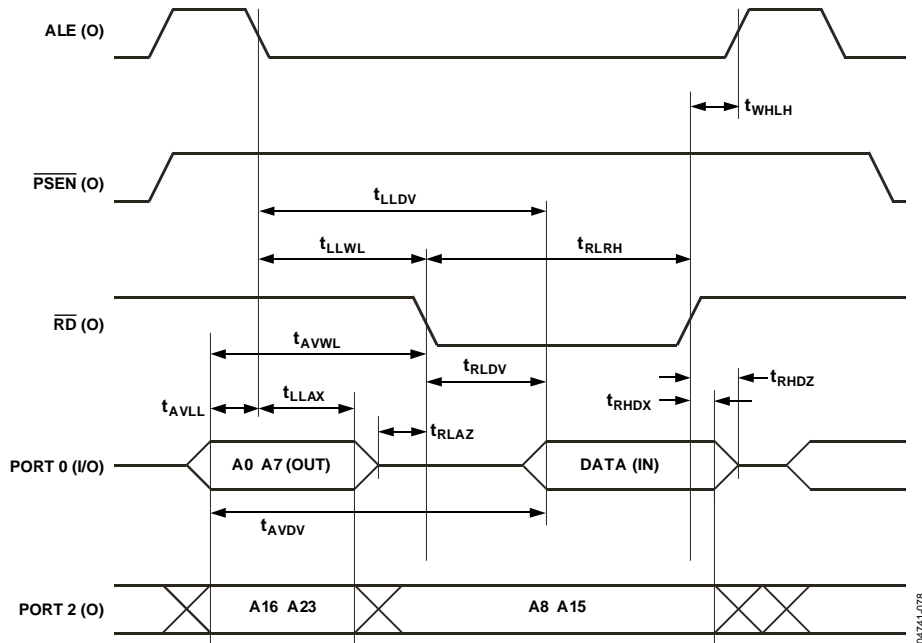 ALE (O)
tWHLH
PSEN (O)
tLLDV
tLLWL
tRLRH
RD (O)
tAVWL
tRLDV
tRHDZ
tAVLL
tLLAX
tRHDX
tRLAZ
PORT 0 (I/O)
A0 A7 (OUT)
DATA (IN)
tAVDV
PORT 2 (O)
A16 A23
A8 A15
04741-078